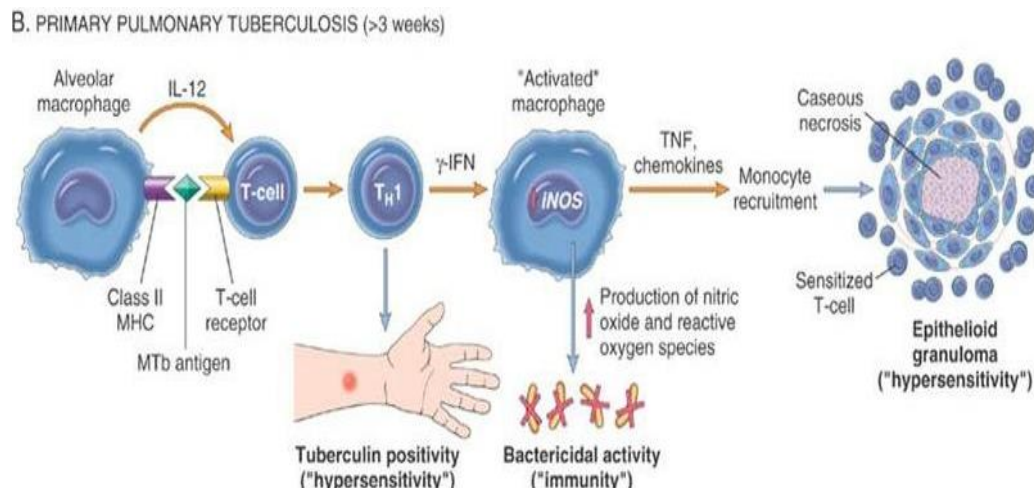 B. PRIMARY PULMONARY TUBERCULOSIS (>3 weeks)
Alveolar
macrophage
IL-12
T-cell
Class II
MHC
T-cell
receptor
MTb antigen
TH1
γ-IFN
"Activated"
macrophage
iNOS
TNF,
chemokines
Monocyte
recruitment
Caseous
necrosis
Sensitized
T-cell
Epithelioid
granuloma
("hypersensitivity")
Production of nitric
oxide and reactive
oxygen species
Tuberculin positivity
("hypersensitivity")
Bactericidal activity
("immunity")